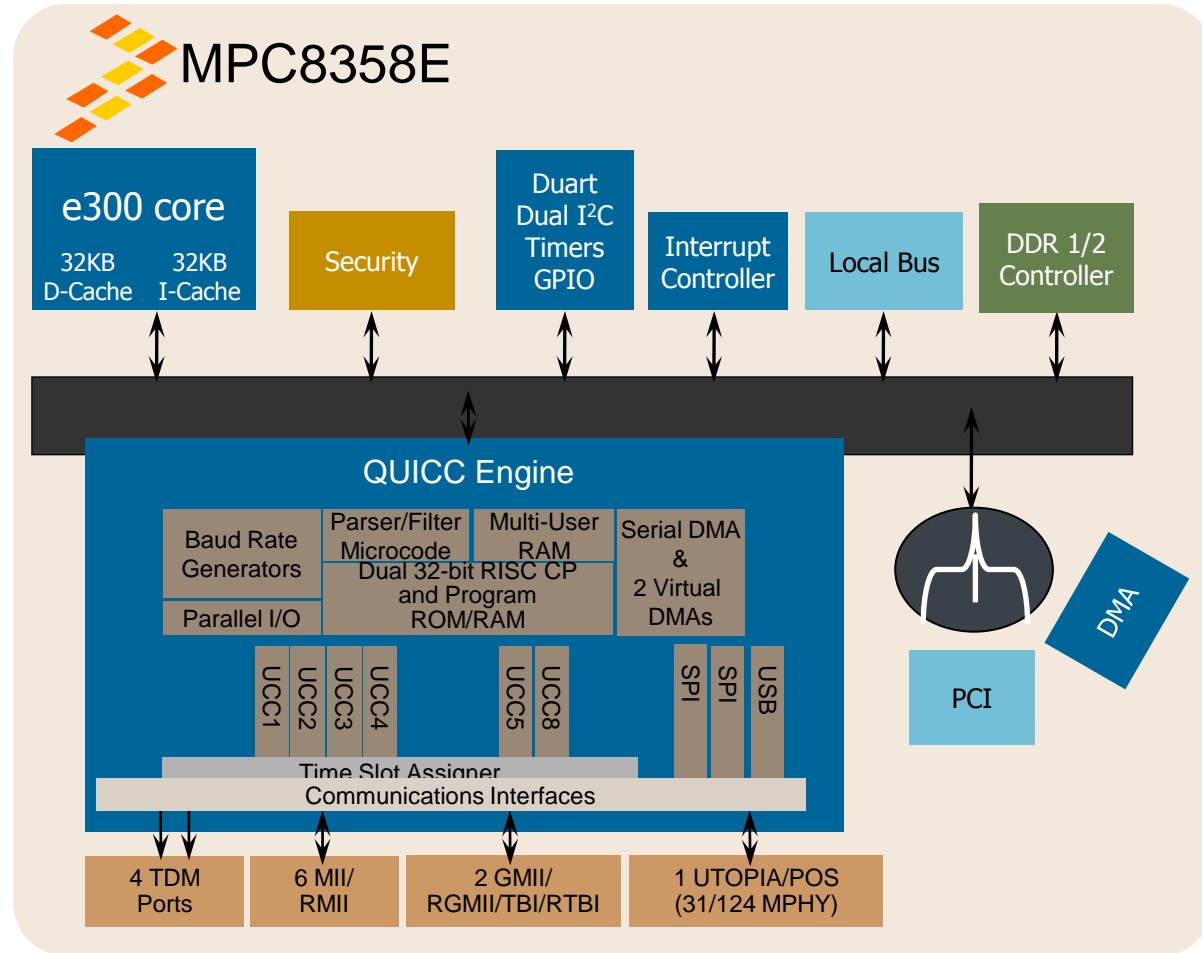 MPC8358E
e300 core
32KB
D-Cache
32KB
I-Cache
Security
Duart
Dual I²C
Timers
GPIO
Interrupt
Controller
Local Bus
DDR 1/2
Controller
QUICC Engine
Baud Rate
Generators
Parser/Filter
Microcode
Multi-User
RAM
Serial DMA
&
2 Virtual
DMAs
Dual 32-bit RISC CP
and Program
ROM/RAM
Parallel I/O
UCC1
UCC2
UCC3
UCC4
UCC5
UCC8
SPI
SPI
USB
Time Slot Assigner
Communications Interfaces
DMA
PCI
4 TDM
Ports
6 MII/
RMII
2 GMII/
RGMII/TBI/RTBI
1 UTOPIA/POS
(31/124 MPHY)